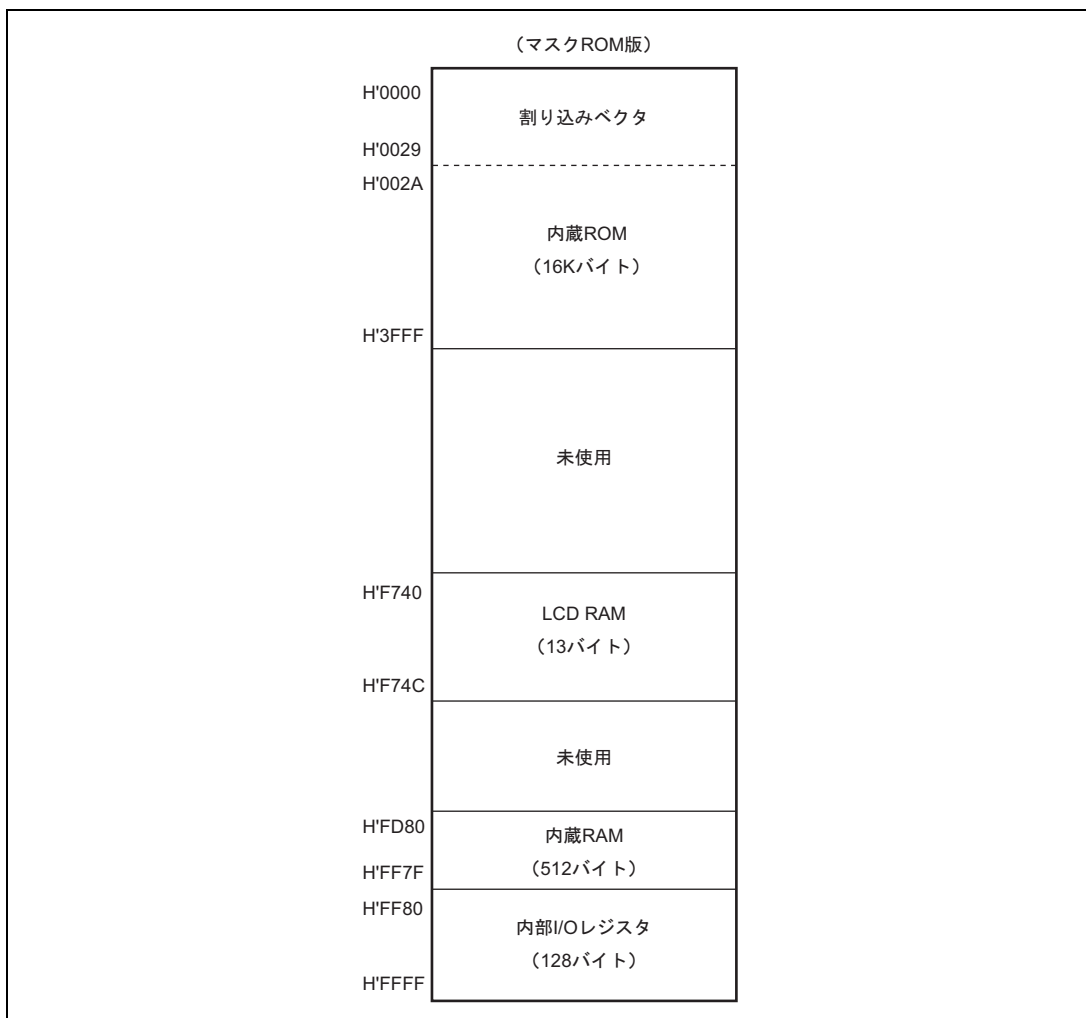 （マスクROM版）
H'0000
割り込みベクタ
H'0029
H'002A
内蔵ROM
（16Kバイト）
H'3FFF
未使用
H'F740
LCD RAM
（13バイト）
H'F74C
未使用
H'FD80
内蔵RAM
（512バイト）
H'FF7F
H'FF80
内部I/Oレジスタ
（128バイト）
H'FFFF